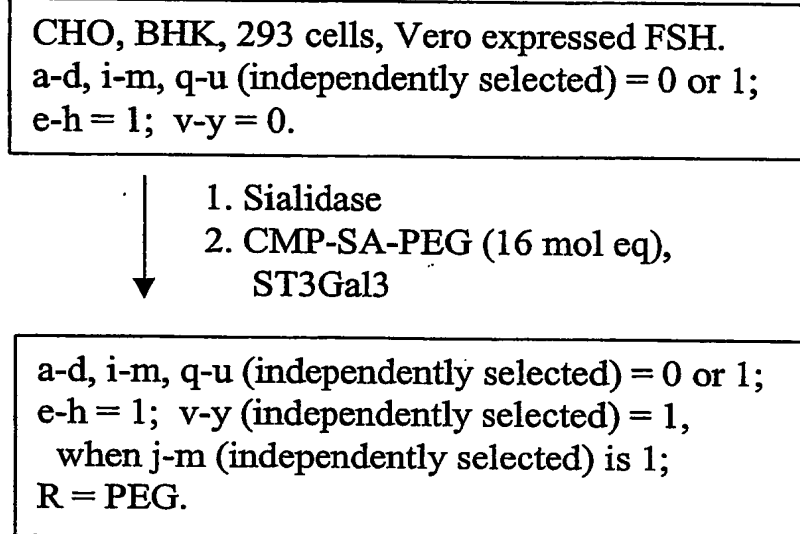 CHO, BHK, 293 cells, Vero expressed FSH.
a-d, i-m, q-u (independently selected) = 0 or 1;
e-h = 1; v-y = 0.
1. Sialidase
2. CMP-SA-PEG (16 mol eq),
ST3Gal3
a-d, i-m, q-u (independently selected) = 0 or 1;
e-h = 1; v-y (independently selected) = 1,
when j-m (independently selected) is 1;
R = PEG.